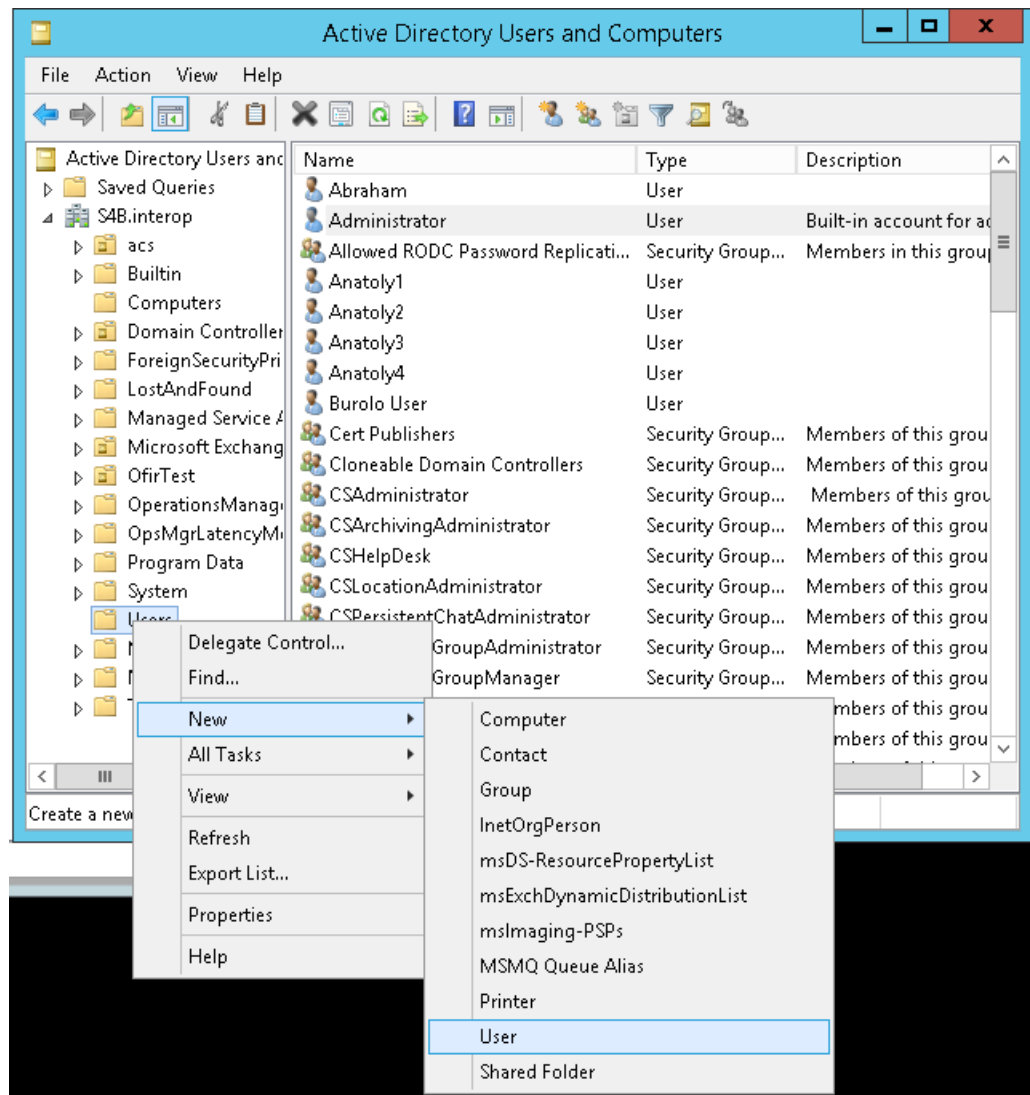 Active Directory Users and Computers
File Action View Help
Active Directory Users and
Saved Queries
S4B.interop
acs
Builtin
Computers
Domain Controller
ForeignSecurityPri
LostAndFound
Managed Service A
Microsoft Exchang
OfirTest
OperationsManag
OpsMgrLatencyM
Program Data
System
Users
Name Type Description
Abraham User
Administrator User Built-in account for ad
Allowed RODC Password Replicati... Security Group... Members in this group
Anatoly1 User
Anatoly2 User
Anatoly3 User
Anatoly4 User
Burolo User User
Cert Publishers Security Group... Members of this grou
Cloneable Domain Controllers Security Group... Members of this grou
CSAdministrator Security Group... Members of this grou
CSArchivingAdministrator Security Group... Members of this grou
CSHelpDesk Security Group... Members of this grou
CSLocationAdministrator Security Group... Members of this grou
CSPersistentChatAdministrator Security Group... Members of this grou
GroupAdministrator Security Group... Members of this grou
GroupManager Security Group... Members of this grou
mbers of this grou
mbers of this grou
Create a new
Delegate Control...
Find...
New
All Tasks
View
Refresh
Export List...
Properties
Help
Computer
Contact
Group
InetOrgPerson
msDS-ResourcePropertyList
msExchDynamicDistributionList
msImaging-PSPs
MSMQ Queue Alias
Printer
User
Shared Folder